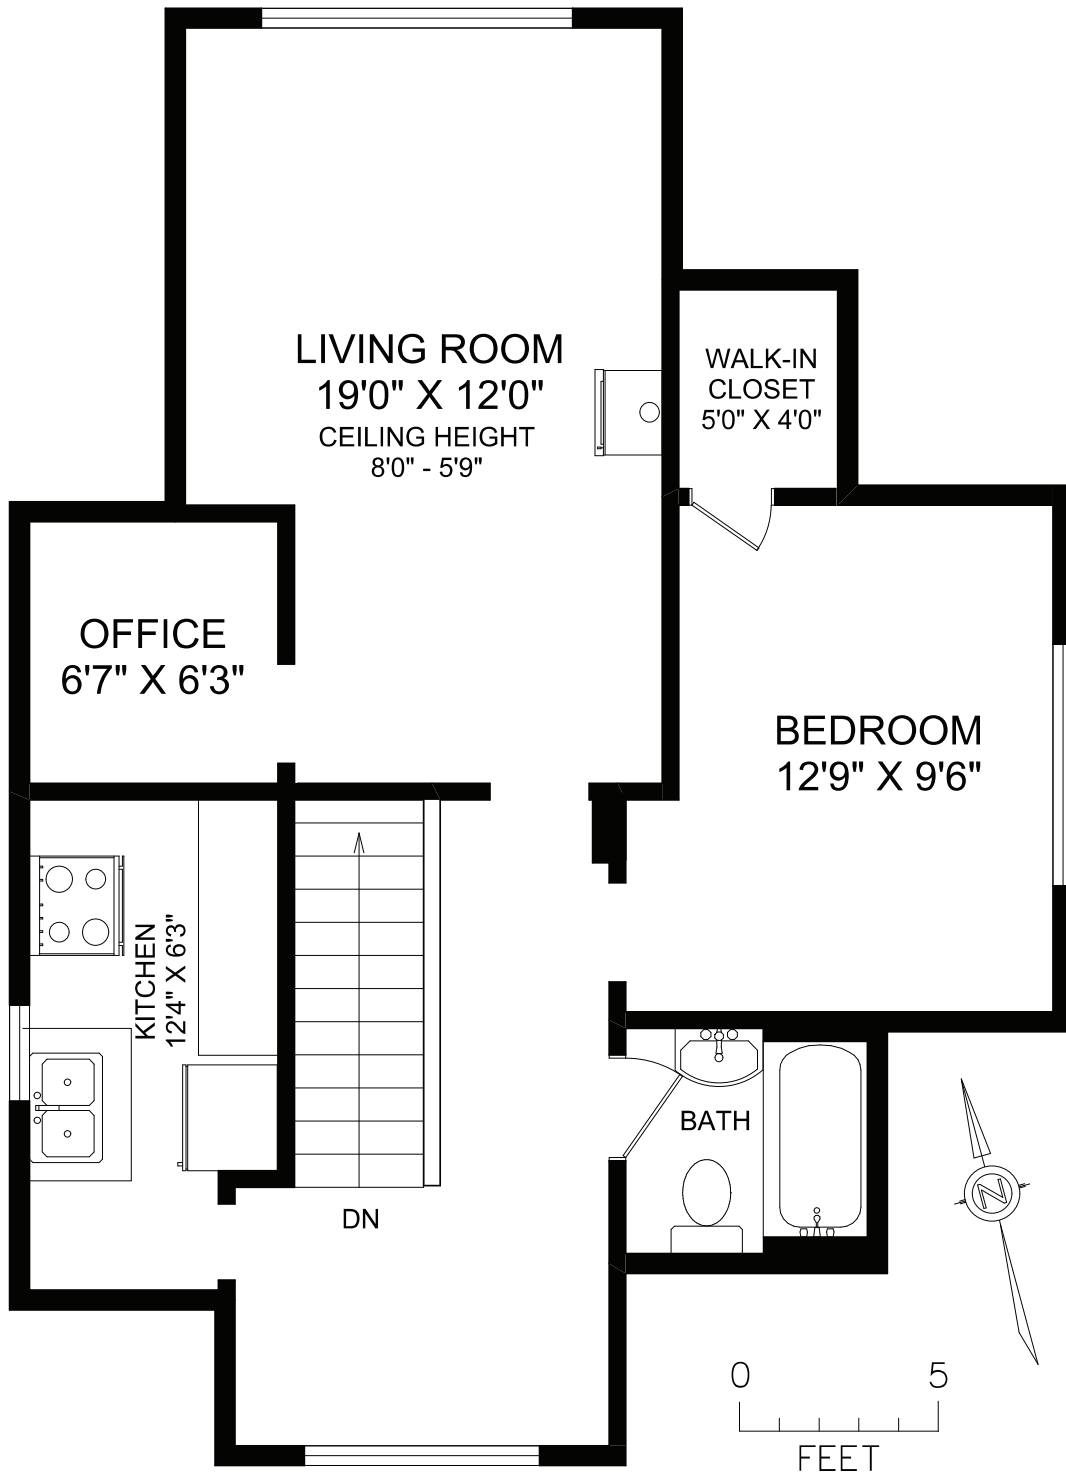 LIVING ROOM
19'0" X 12'0"
CEILING HEIGHT
8'0" - 5'9"
WALK-IN
CLOSET
5'0" X 4'0"
OFFICE
6'7" X 6'3"
BEDROOM
12'9" X 9'6"
KITCHEN
12'4" X 6'3"
BATH
DN
N
0 5
FEET